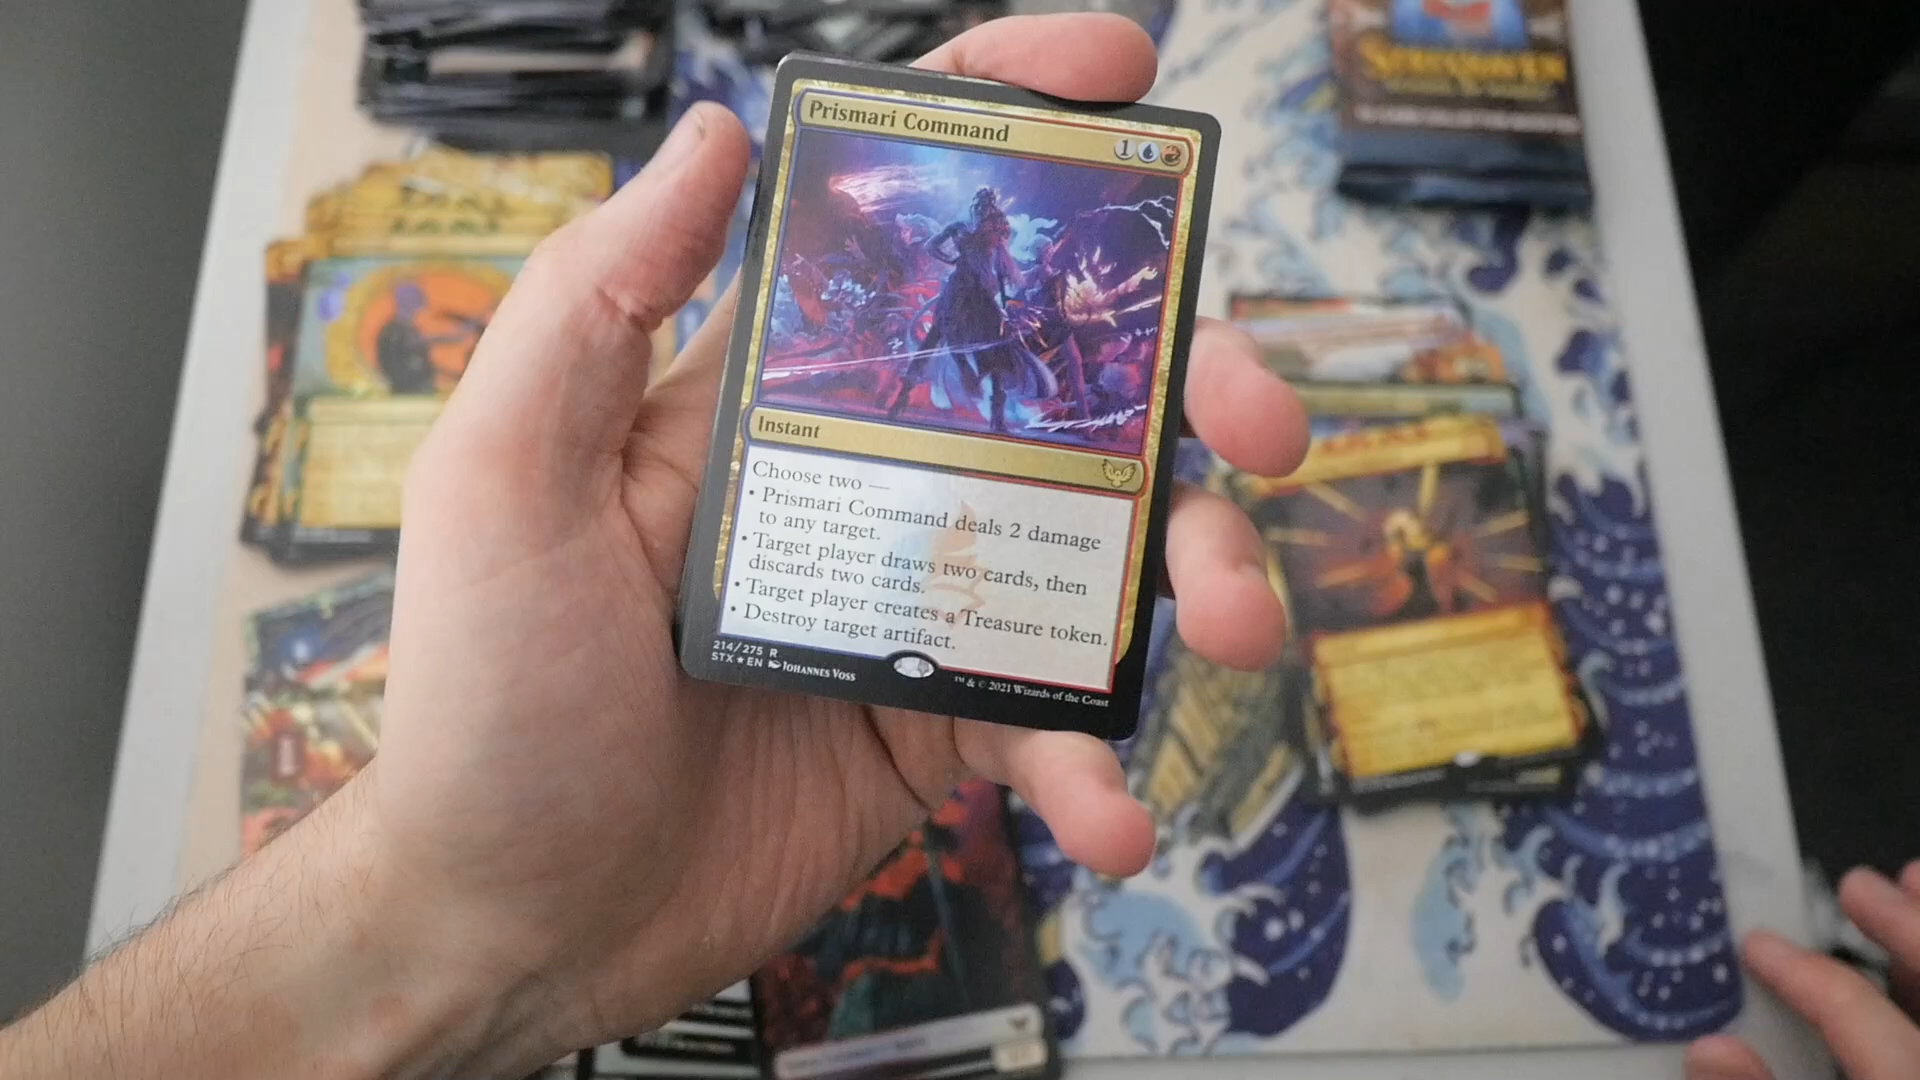 Prismari Command
1
Instant
Choose two —
• Prismari Command deals 2 damage
to any target.
• Target player draws two cards, then
discards two cards.
• Target player creates a Treasure token.
• Destroy target artifact.
214/275 R
STX★EN Johannes Voss
™ & © 2021 Wizards of the Coast